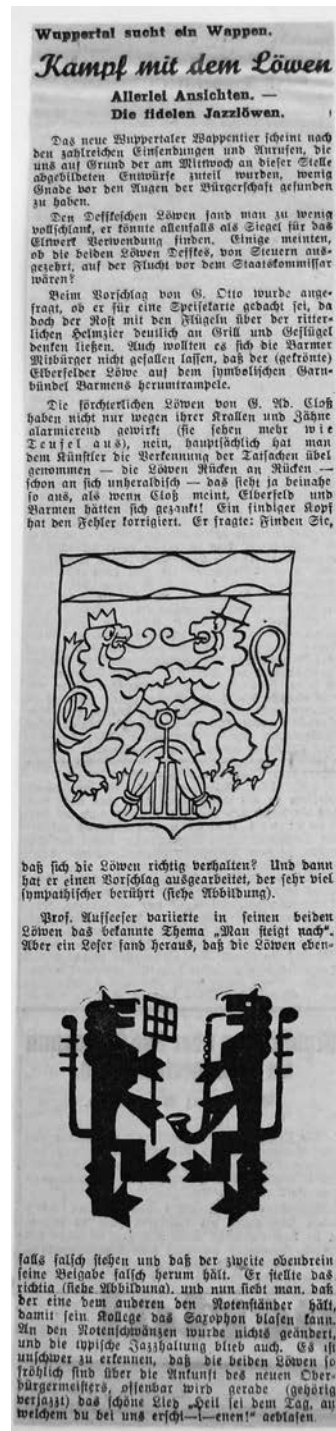 Wuppertal sucht ein Wappen.
Kampf mit dem Löwen
Allerlei Ansichten. —
Die fidelen Jazzlöwen.
Das neue Wuppertaler Wappentier scheint nach
den zahlreichen Einsendungen und Anrufen, die
uns auf Grund der am Mittwoch an dieser Stelle
abgebildeten Entwürfe zuteil wurden, wenig
Gnade vor den Augen der Bürgerschaft gefunden
zu haben.
Den Deffkeschen Löwen fand man zu wenig
vollschlank, er könnte allenfalls als Siegel für das
Eltwerk Verwendung finden. Einige meinten,
ob die beiden Löwen Deffkes, von Steuern aus-
gezehrt, auf der Flucht vor dem Staatskommissar
wären?
Beim Vorschlag von G. Otto wurde ange-
fragt, ob er für eine Speisekarte gedacht sei, da
doch der Rost mit den Flügeln über der ritter-
lichen Helmzier deutlich an Grill und Geflügel
denken ließen. Auch wollten es sich die Barmer
Mitbürger nicht gefallen lassen, daß der (gekrönte)
Elberfelder Löwe auf dem symbolischen Garn-
bündel Barmens herumtrampele.
Die förchterlichen Löwen von G. Ad. Cloß
haben nicht nur wegen ihrer Krallen und Zähne
alarmierend gewirkt (sie sehen mehr wie
Teufel aus), nein, hauptsächlich hat man
dem Künstler die Verkennung der Tatsachen übel
genommen — die Löwen Rücken an Rücken —
schon an sich unheraldisch — das sieht ja beinahe
so aus, als wenn Cloß meint, Elberfeld und
Barmen hätten sich gezankt! Ein findiger Kopf
hat den Fehler korrigiert. Er fragte: Finden Sie,
daß sich die Löwen richtig verhalten? Und dann
hat er einen Vorschlag ausgearbeitet, der sehr viel
sympathischer berührt (siehe Abbildung).
Prof. Aufseeser variierte in seinen beiden
Löwen das bekannte Thema „Man steigt nach“.
Aber ein Leser fand heraus, daß die Löwen eben-
falls falsch stehen und daß der zweite obendrein
seine Beigabe falsch herum hält. Er stellte das
richtig (siehe Abbildung), und nun sieht man, daß
der eine dem anderen den Notenständer hält,
damit sein Kollege das Saxophon blasen kann.
An den Notenschwänzen wurde nichts geändert,
und die typische Jazzhaltung blieb auch. Es ist
unschwer zu erkennen, daß die beiden Löwen so
fröhlich sind über die Ankunft des neuen Ober-
bürgermeisters, offenbar wird gerade (gehörig
verjazzt) das schöne Lied „Heil sei dem Tag, an
welchem du bei uns erschi—i—enen!“ geblasen.